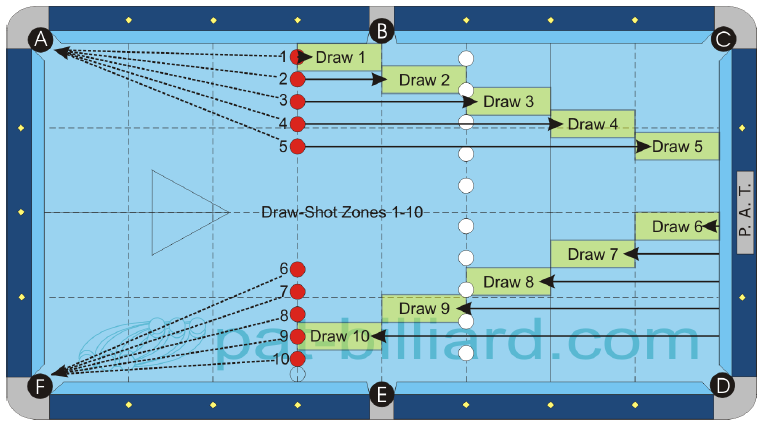 A
B
C
1 Draw 1
2 Draw 2
3 Draw 3
4 Draw 4
5 Draw 5
P. A. T.
Draw-Shot Zones 1-10
Draw 6
Draw 7
6
7
Draw 8
8
Draw 9
9 Draw 10
pat-billiard.com
10
F
E
D